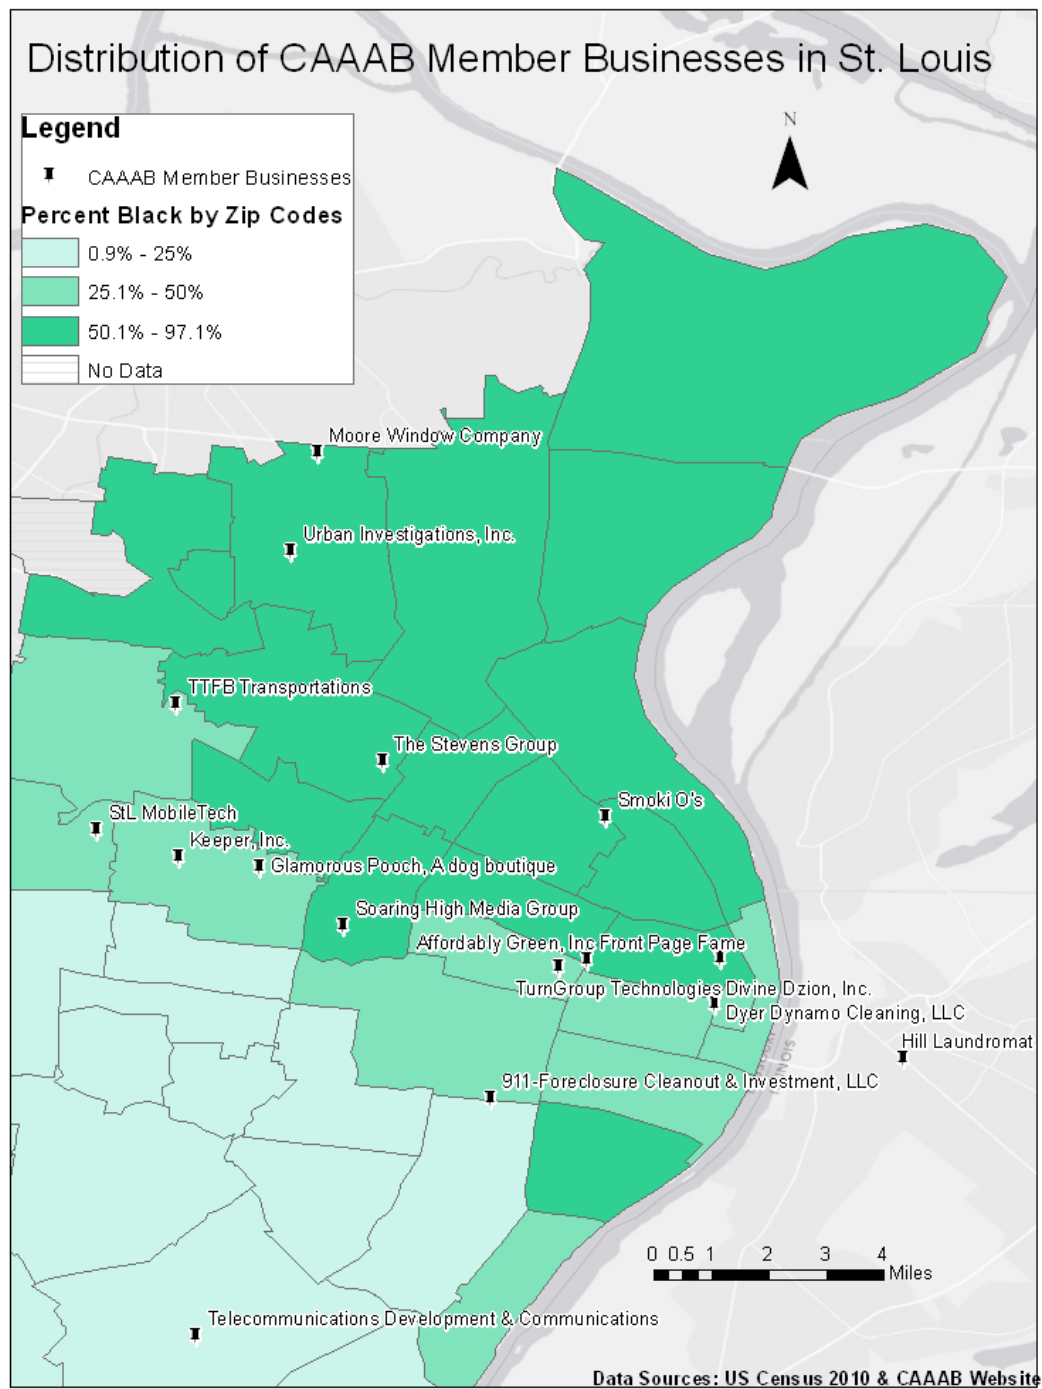 Distribution of CAAAB Member Businesses in St. Louis
N
Legend
CAAAB Member Businesses
Percent Black by Zip Codes
0.9% - 25%
25.1% - 50%
50.1% - 97.1%
No Data
Moore Window Company
Urban Investigations, Inc.
TTFB Transportations
The Stevens Group
Smoki O's
StL MobileTech
Keeper, Inc.
Glamorous Pooch, A dog boutique
Soaring High Media Group
Affordably Green, Inc Front Page Fame
TurnGroup Technologies Divine Dzion, Inc.
Dyer Dynamo Cleaning, LLC
Hill Laundromat
911-Foreclosure Cleanout & Investment, LLC
0 0.5 1 2 3 4
Miles
Telecommunications Development & Communications
Data Sources: US Census 2010 & CAAAB Website